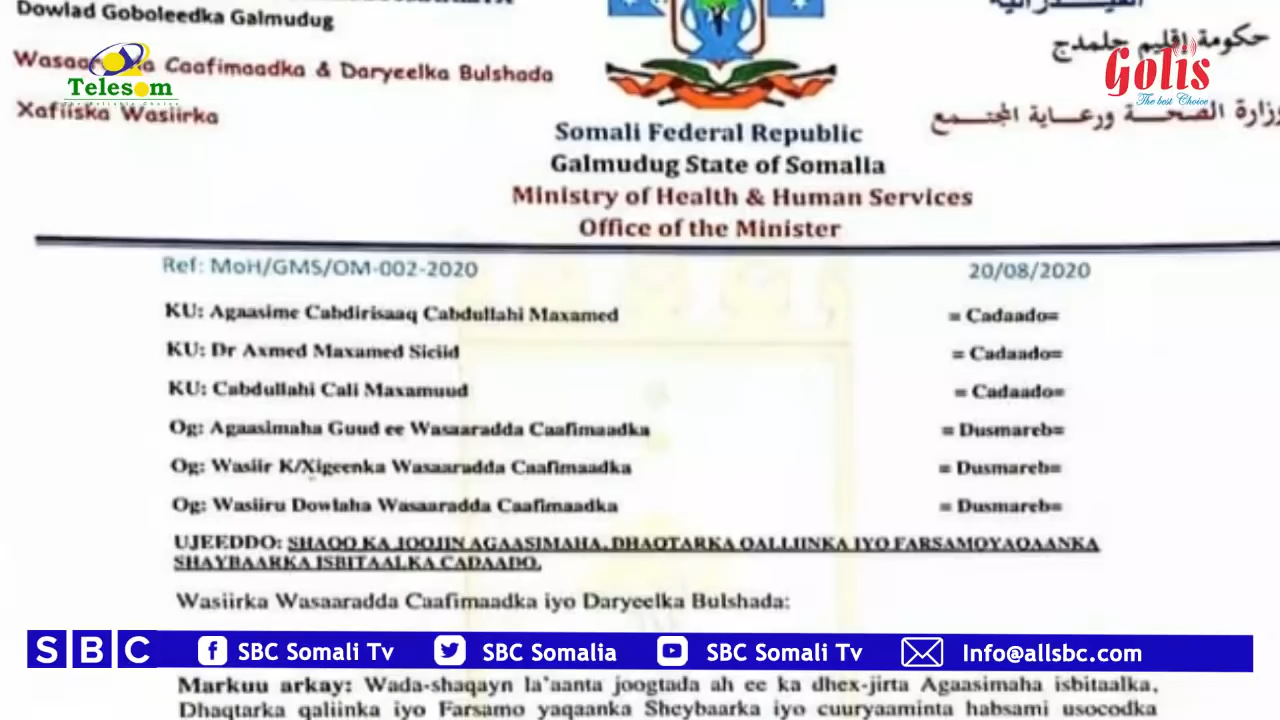 Dowlad Goboleedka Galmudug
الفيدرالية
حكومة إقليم جلمدج
Caafimaadka & Daryeelka Bulshada
Telesom
Golis
The best Choice
Xafiiska Wasiirka
وزارة الصحة ورعاية المجتمع
Somali Federal Republic
Galmudug State of Somalia
Ministry of Health & Human Services
Office of the Minister
Ref: MoH/GMS/OM-002-2020 20/08/2020
KU: Agaasime Cabdirisaaq Cabdullahi Maxamed = Cadaado=
KU: Dr Axmed Maxamed Siciid = Cadaado=
KU: Cabdullahi Cali Maxamuud = Cadaado=
Og: Agaasimaha Guud ee Wasaaradda Caafimaadka = Dusmareb=
Og: Wasiir K/Xigeenka Wasaaradda Caafimaadka = Dusmareb=
Og: Wasiiru Dowlaha Wasaaradda Caafimaadka = Dusmareb=
UJEEDDO: SHAQO KA JOOJIN AGAASIMAHA, DHAQTARKA QALLIINKA IYO FARSAMOYAQAANKA
SHAYBAARKA ISBITAALKA CADAADO.
Wasiirka Wasaaradda Caafimaadka iyo Daryeelka Bulshada:
SBC SBC Somali Tv SBC Somalia SBC Somali Tv Info@allsbc.com
Markuu arkay: Wada-shaqayn la'aanta joogtada ah ee ka dhex-jirta Agaasimaha isbitaalka,
Dhaqtarka qaliinka iyo Farsamo yaqaanka Sheybaarka iyo cuuryaaminta habsami usocodka